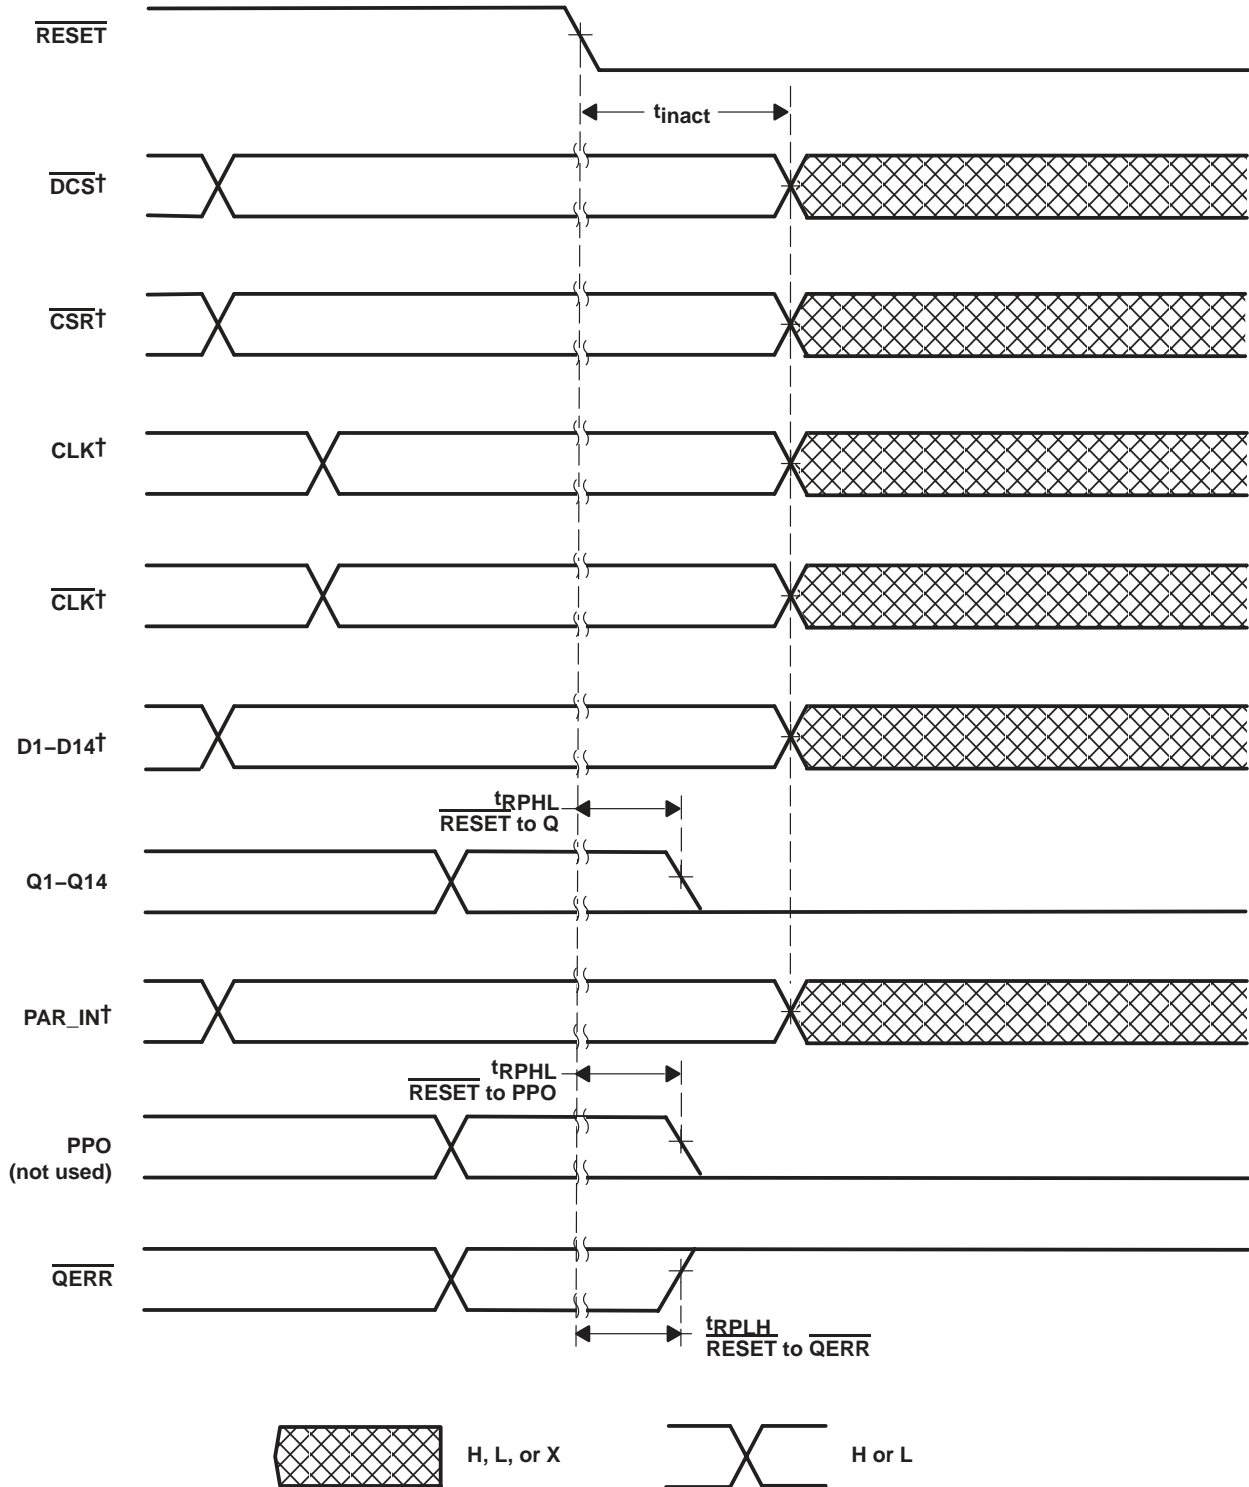 RESET
tinact
DCS†
CSR†
CLK†
CLK†
D1–D14†
tRPHL
RESET to Q
Q1–Q14
PAR_IN†
tRPHL
RESET to PPO
PPO
(not used)
QERR
tRPLH
RESET to QERR
H, L, or X
H or L